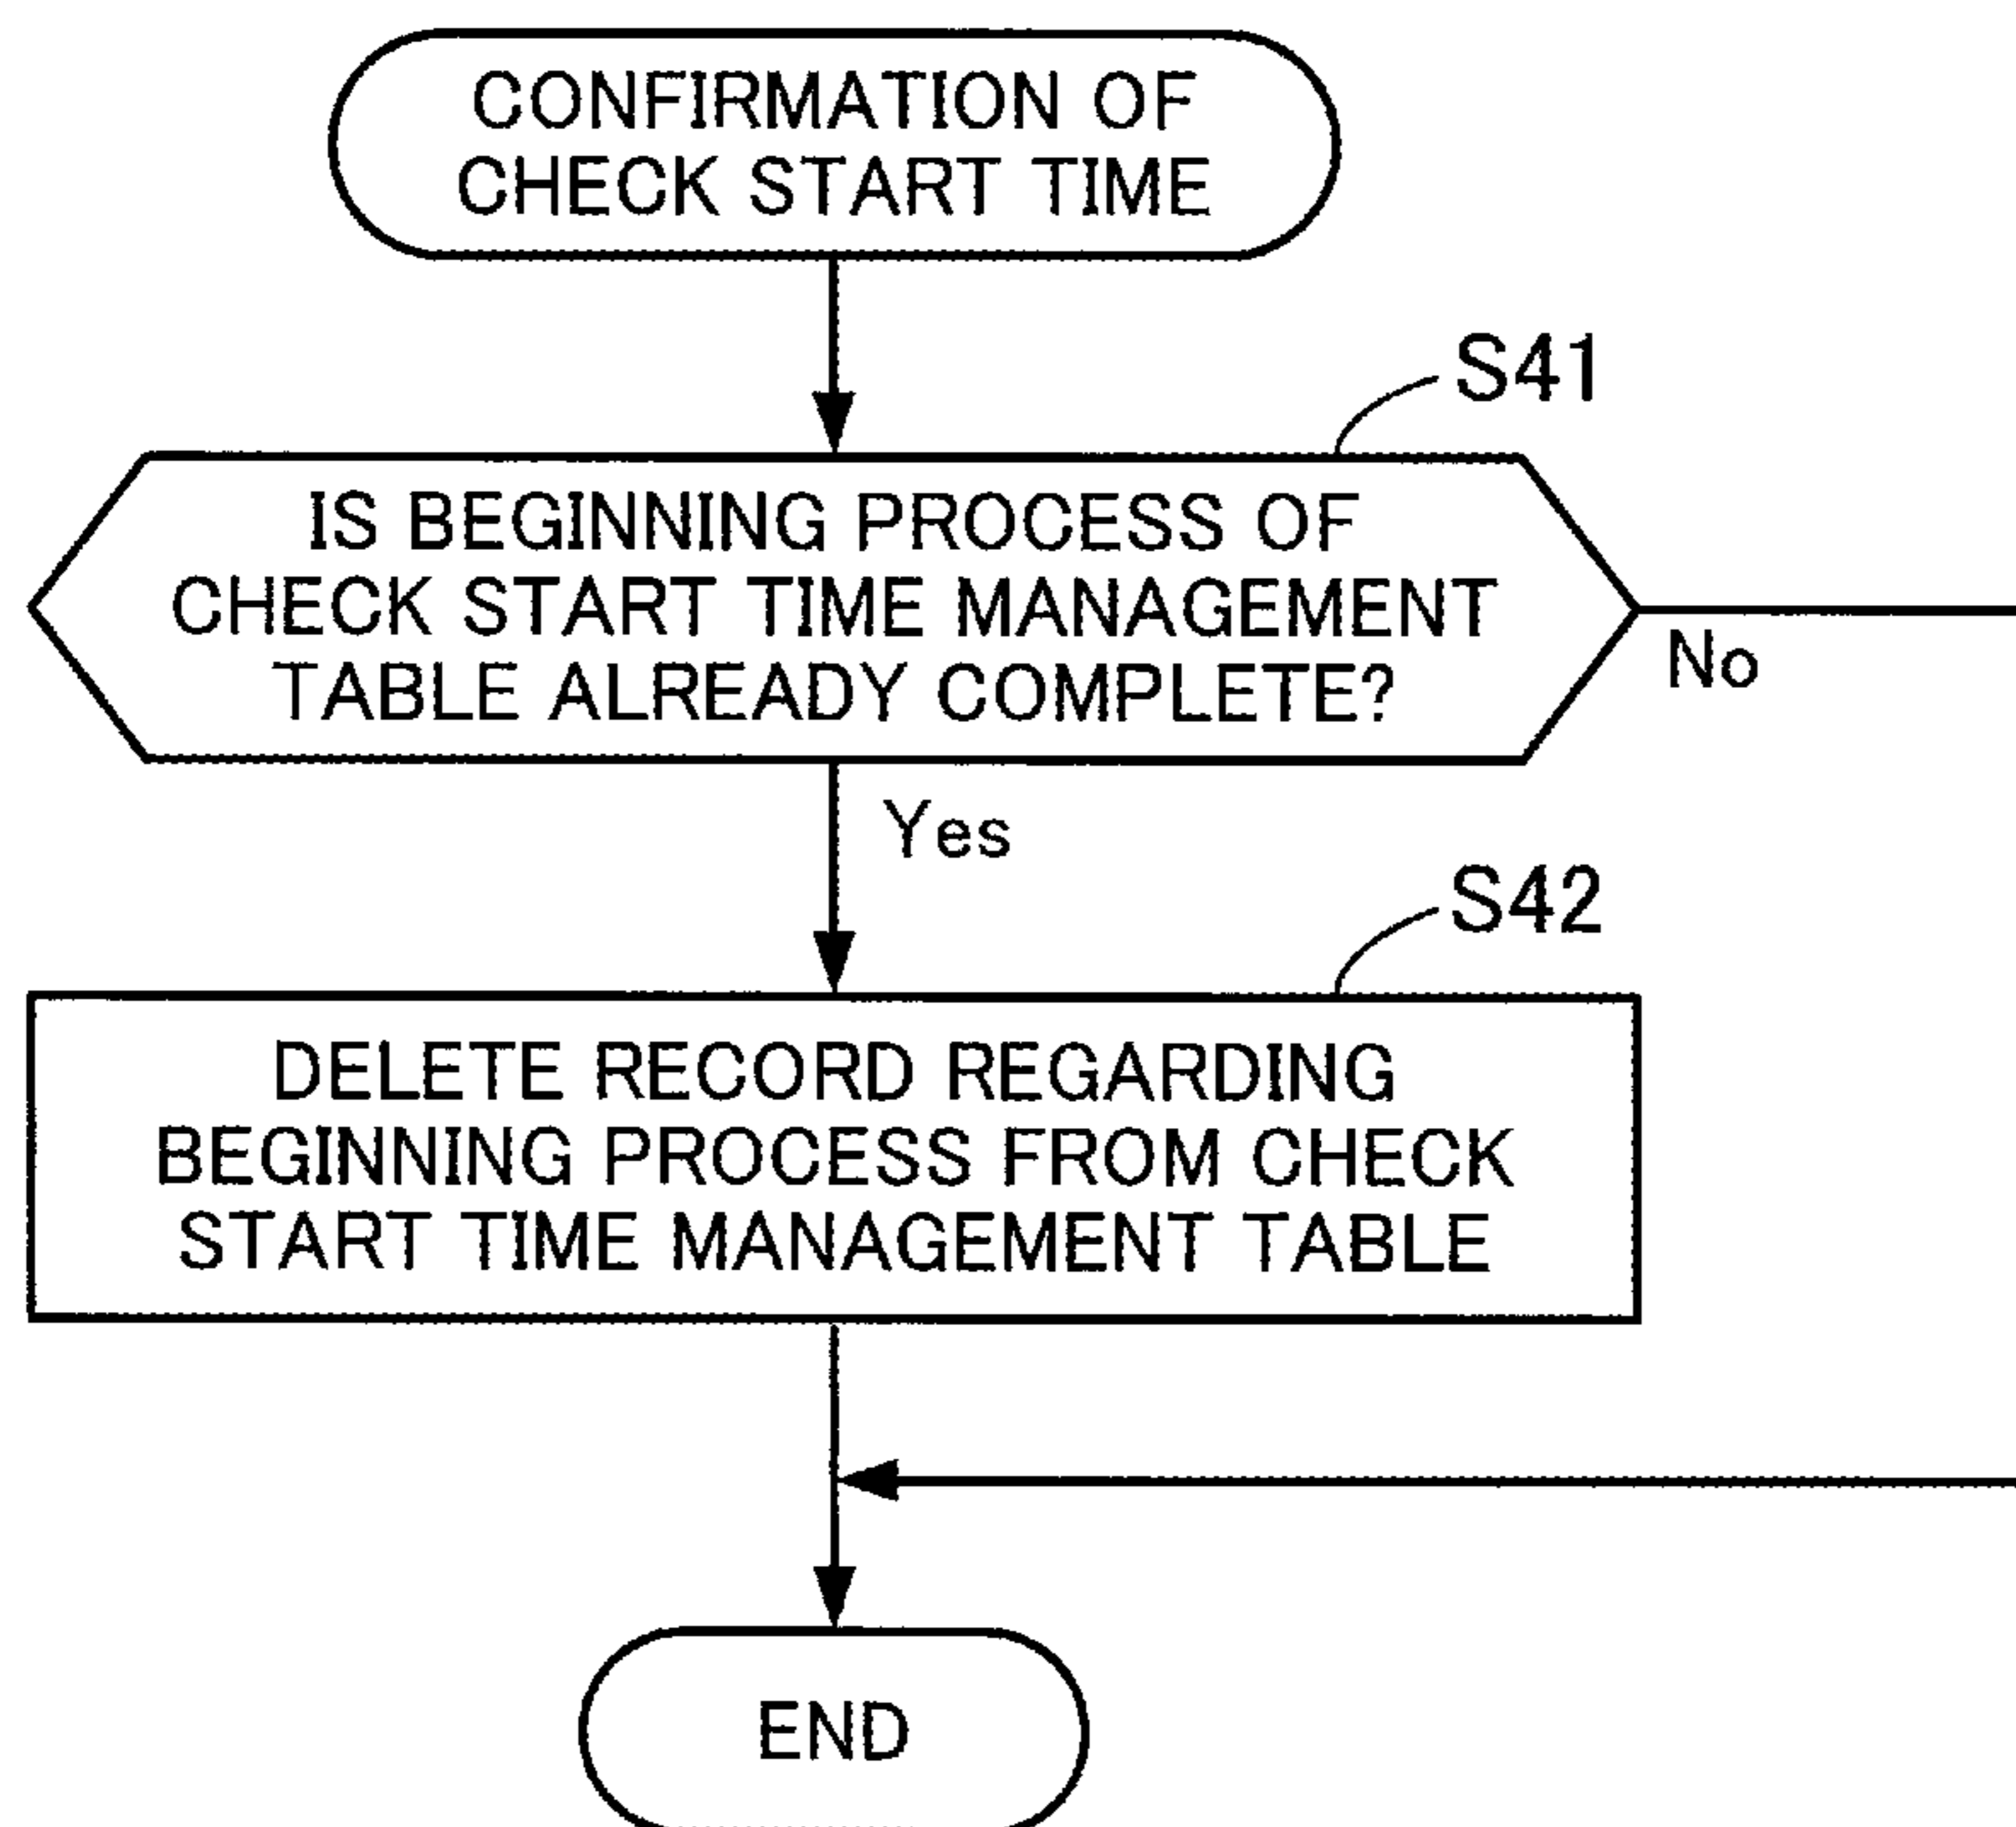 CONFIRMATION OF
CHECK START TIME
S41
IS BEGINNING PROCESS OF
CHECK START TIME MANAGEMENT
TABLE ALREADY COMPLETE?
No
Yes
S42
DELETE RECORD REGARDING
BEGINNING PROCESS FROM CHECK
START TIME MANAGEMENT TABLE
END